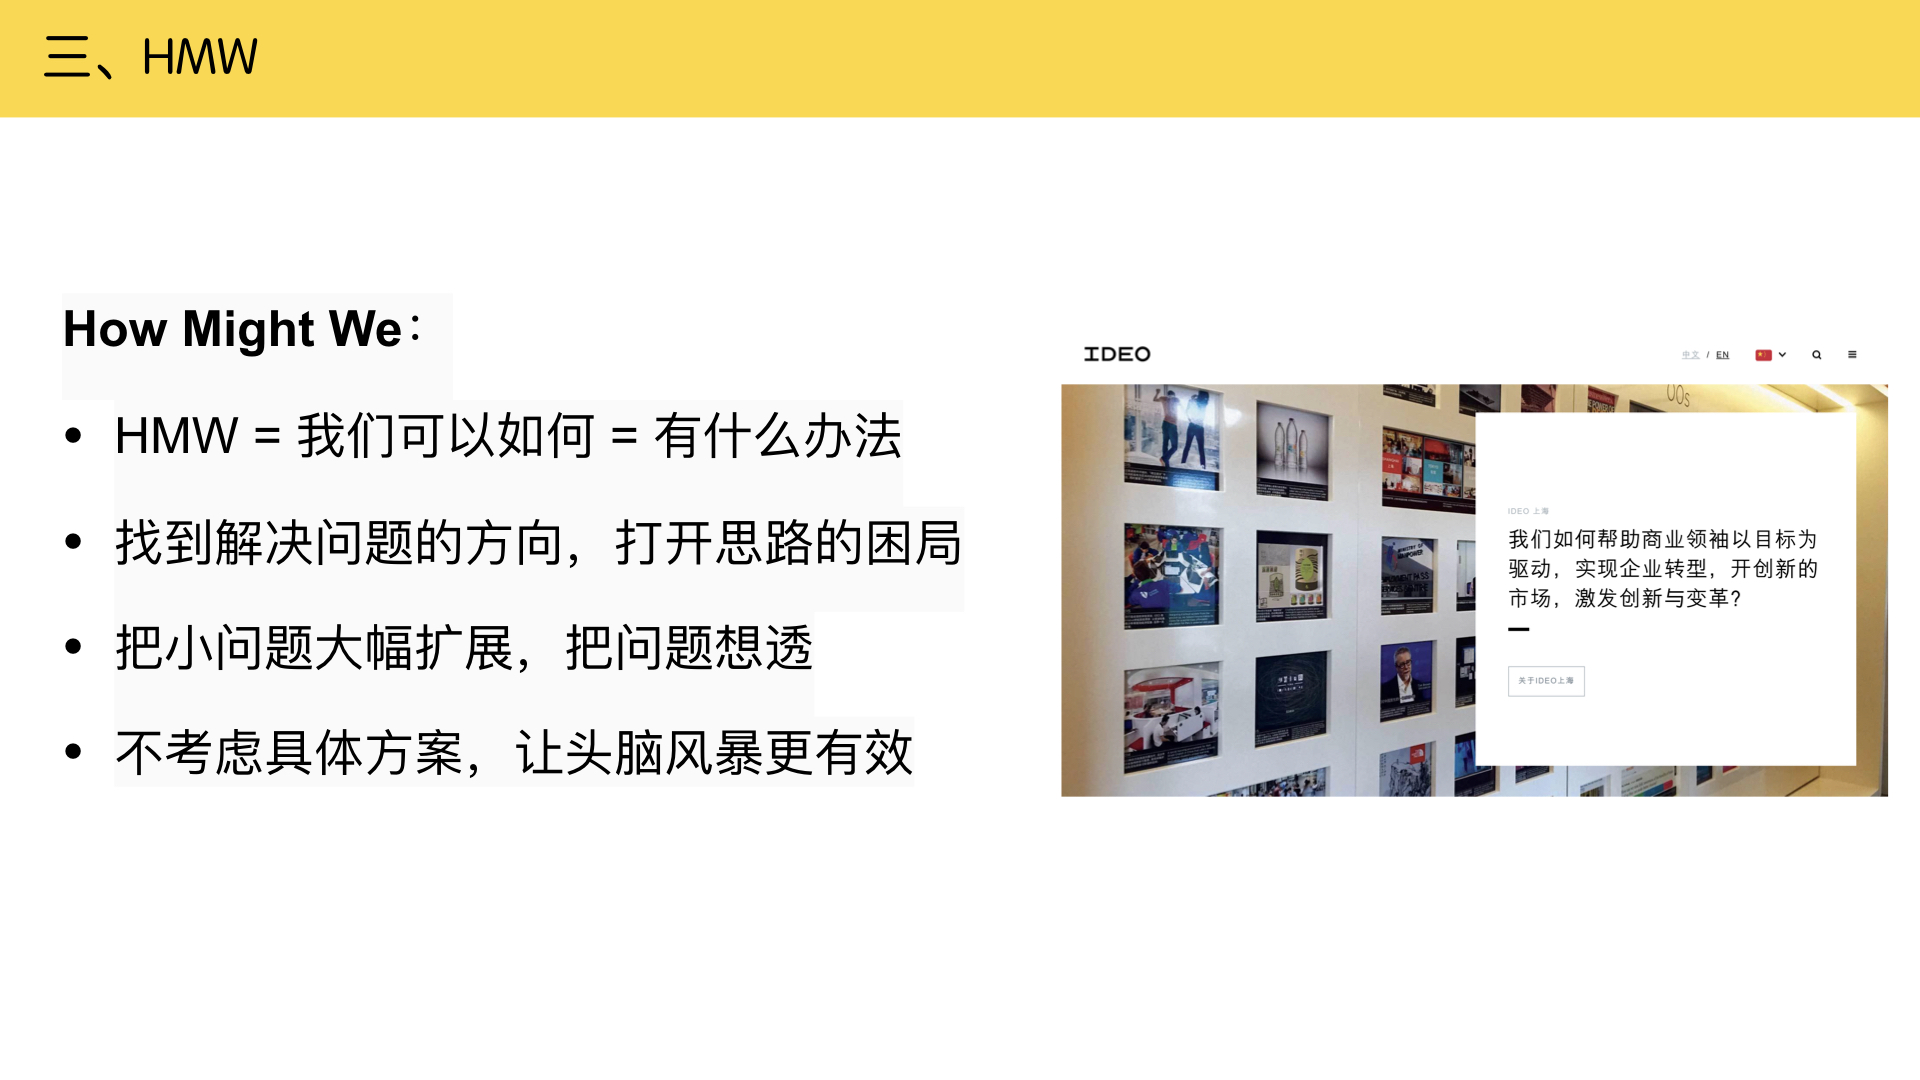 三、HMW
How Might We：
• HMW = 我们可以如何 = 有什么办法
• 找到解决问题的方向，打开思路的困局
• 把小问题大幅扩展，把问题想透
• 不考虑具体方案，让头脑风暴更有效
IDEO
中文 / EN
00s
IDEO 上海
我们如何帮助商业领袖以目标为
驱动，实现企业转型，开创新的
市场，激发创新与变革？
关于IDEO上海